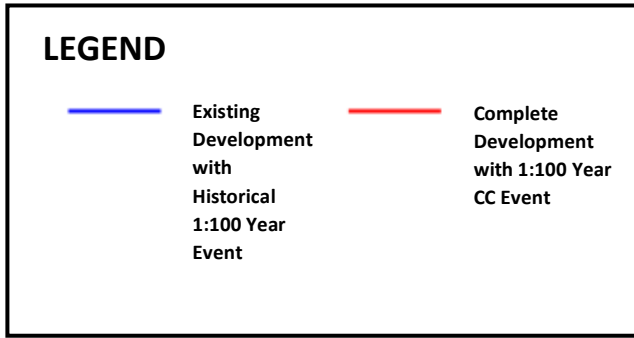 LEGEND
Existing
Development
with
Historical
1:100 Year
Event
Complete
Development
with 1:100 Year
CC Event